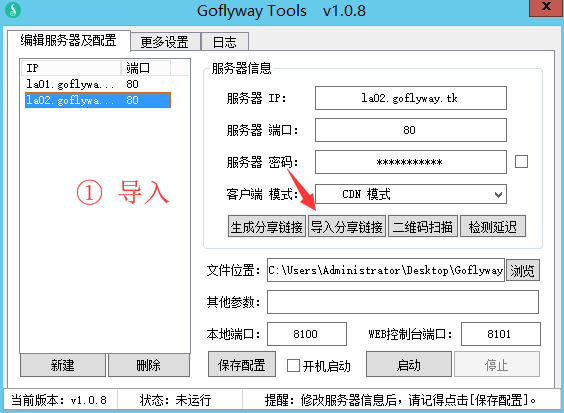 Goflyway Tools v1.0.8
编辑服务器及配置 更多设置 日志
IP 端口
la01.goflywa... 80
la02.goflywa... 80
① 导入
服务器信息
服务器 IP： la02.goflyway.tk
服务器 端口： 80
服务器 密码： ***********
客户端 模式： CDN 模式
生成分享链接 导入分享链接 二维码扫描 检测延迟
文件位置： C:\Users\Administrator\Desktop\Goflyway 浏览
其他参数：
本地端口： 8100 WEB控制台端口： 8101
新建 删除 保存配置 开机启动 启动 停止
当前版本：v1.0.8 状态：未运行 提醒：修改服务器信息后，请记得点击[保存配置]。